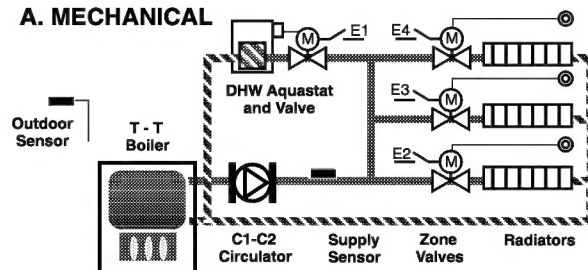 A. MECHANICAL
M
E1
E4
M
DHW Aquastat
and Valve
E3
M
Outdoor
Sensor
T - T
Boiler
E2
M
C1-C2
Circulator
Supply
Sensor
Zone
Valves
Radiators